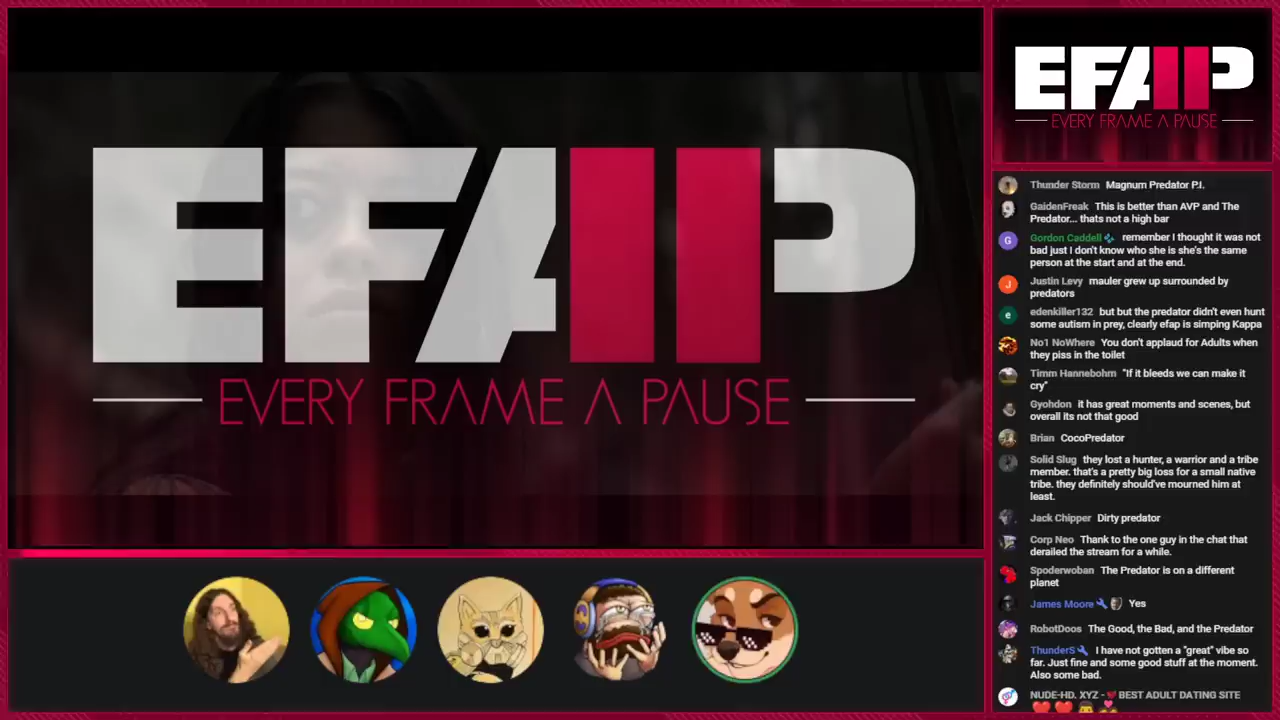 EFAP
EVERY FRAME A PAUSE
EFAP
EVERY FRAME A PAUSE
Thunder Storm Magnum Predator P.I.
GaidenFreak This is better than AVP and The
Predator... thats not a high bar
G
Gordon Caddell remember I thought it was not
bad just I don't know who she is she's the same
person at the start and at the end.
J
Justin Levy mauler grew up surrounded by
predators
e
edenkiller132 but but the predator didn't even hunt
some autism in prey, clearly efap is simping Kappa
No1 NoWhere You don't applaud for Adults when
they piss in the toilet
Timm Hannebohm "If it bleeds we can make it
cry"
Gyohdon it has great moments and scenes, but
overall its not that good
Brian CocoPredator
Solid Slug they lost a hunter, a warrior and a tribe
member. that's a pretty big loss for a small native
tribe. they definitely should've mourned him at
least.
Jack Chipper Dirty predator
Corp Neo Thank to the one guy in the chat that
derailed the stream for a while.
Spoderwoban The Predator is on a different
planet
James Moore Yes
RobotDoos The Good, the Bad, and the Predator
ThunderS I have not gotten a "great" vibe so
far. Just fine and some good stuff at the moment.
Also some bad.
NUDE-HD. XYZ - BEST ADULT DATING SITE